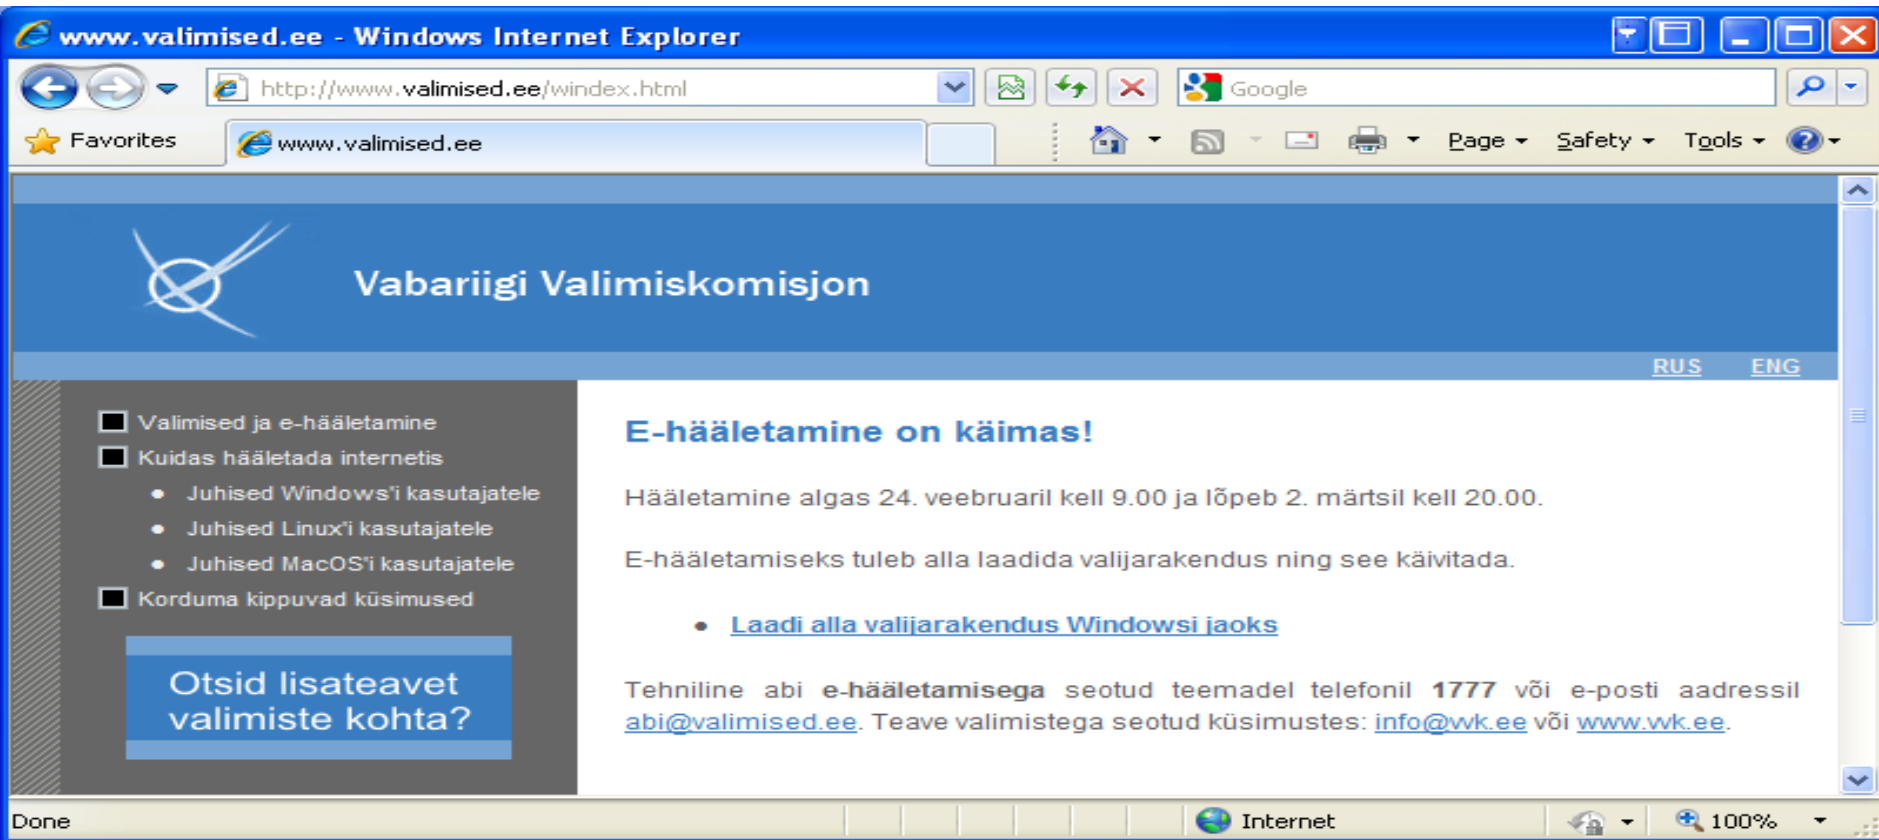 www.valimised.ee - Windows Internet Explorer
http://www.valimised.ee/windex.html
Google
Favorites
www.valimised.ee
Page
Safety
Tools
Vabariigi Valimiskomisjon
RUS ENG
Valimised ja e-hääletamine
Kuidas hääletada internetis
Juhised Windows'i kasutajatele
Juhised Linux'i kasutajatele
Juhised MacOS'i kasutajatele
Korduma kippuvad küsimused
Otsid lisateavet
valimiste kohta?
E-hääletamine on käimas!
Hääletamine algas 24. veebruaril kell 9.00 ja lõpeb 2. märtsil kell 20.00.
E-hääletamiseks tuleb alla laadida valijarakendus ning see käivitada.
Laadi alla valijarakendus Windowsi jaoks
Tehniline abi e-hääletamisega seotud teemadel telefonil 1777 või e-posti aadressil
abi@valimised.ee. Teave valimistega seotud küsimustes: info@vvk.ee või www.vvk.ee.
Done
Internet
100%